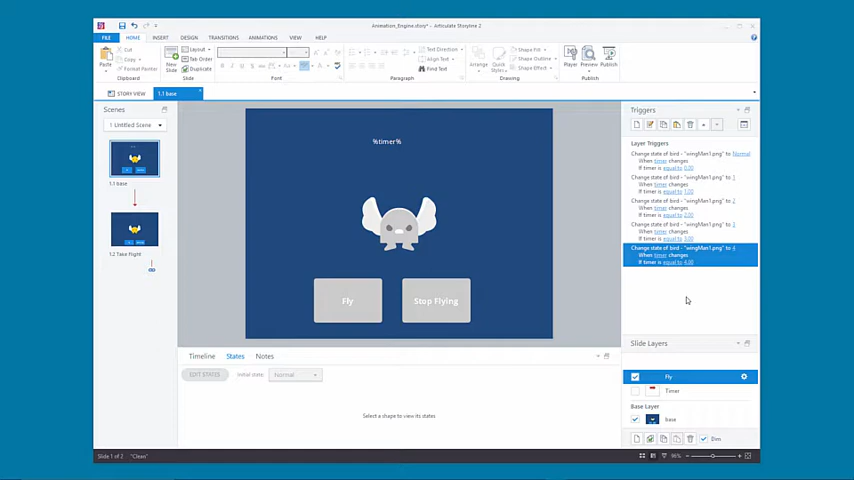 Animation_Engine.story* - Articulate Storyline 2
FILE HOME INSERT DESIGN TRANSITIONS ANIMATIONS VIEW HELP
Cut
Copy
Format Painter
Paste
Clipboard
New Slide
Layout
Tab Order
Duplicate
Slide
Font
Text Direction
Align Text
Find Text
Paragraph
Arrange
Quick Styles
Shape Fill
Shape Outline
Shape Effect
Drawing
Player
Preview
Publish
Publish
STORY VIEW
1.1 base
Scenes
1 Untitled Scene
1.1 base
1.2 Take Flight
%timer%
Fly
Stop Flying
Timeline States Notes
EDIT STATES Initial state: Normal
Select a shape to view its states
Triggers
Layer Triggers
Change state of bird - "wingMan1.png" to Normal
When timer changes
If timer is equal to 0.00
Change state of bird - "wingMan1.png" to 1
When timer changes
If timer is equal to 1.00
Change state of bird - "wingMan1.png" to 2
When timer changes
If timer is equal to 2.00
Change state of bird - "wingMan1.png" to 3
When timer changes
If timer is equal to 3.00
Change state of bird - "wingMan1.png" to 4
When timer changes
If timer is equal to 4.00
Slide Layers
Fly
Timer
Base Layer
base
Dim
Slide 1 of 2 "Clean"
96%